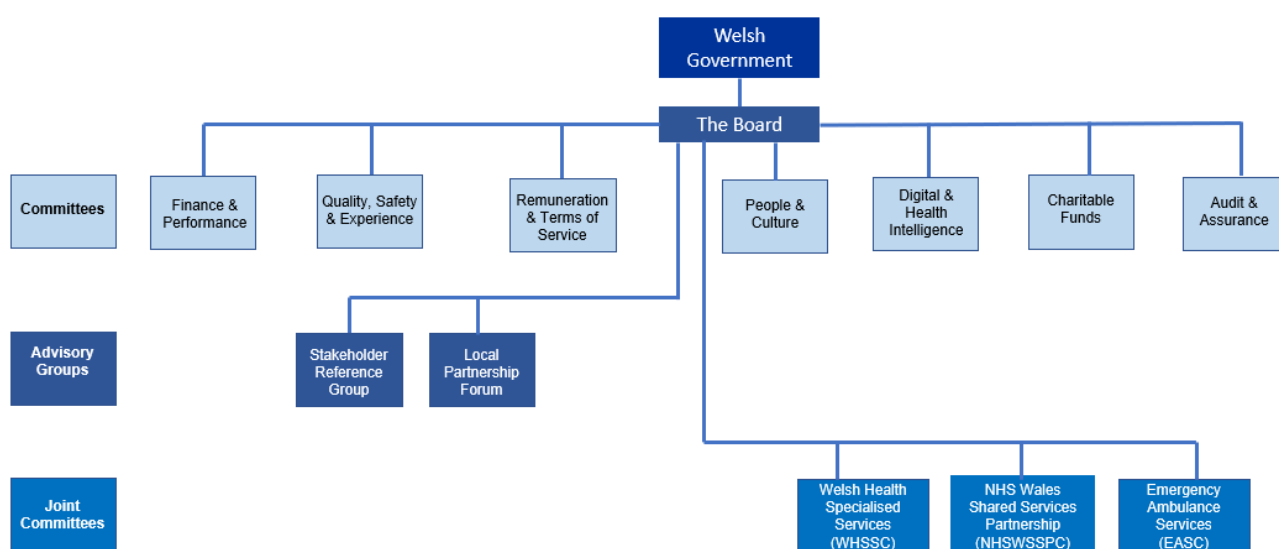 Welsh
Government
The Board
Committees
Finance &
Performance
Quality, Safety
& Experience
Remuneration
& Terms of
Service
People &
Culture
Digital &
Health
Intelligence
Charitable
Funds
Audit &
Assurance
Advisory
Groups
Stakeholder
Reference
Group
Local
Partnership
Forum
Joint
Committees
Welsh Health
Specialised
Services
(WHSSC)
NHS Wales
Shared Services
Partnership
(NHSWSSPC)
Emergency
Ambulance
Services
(EASC)